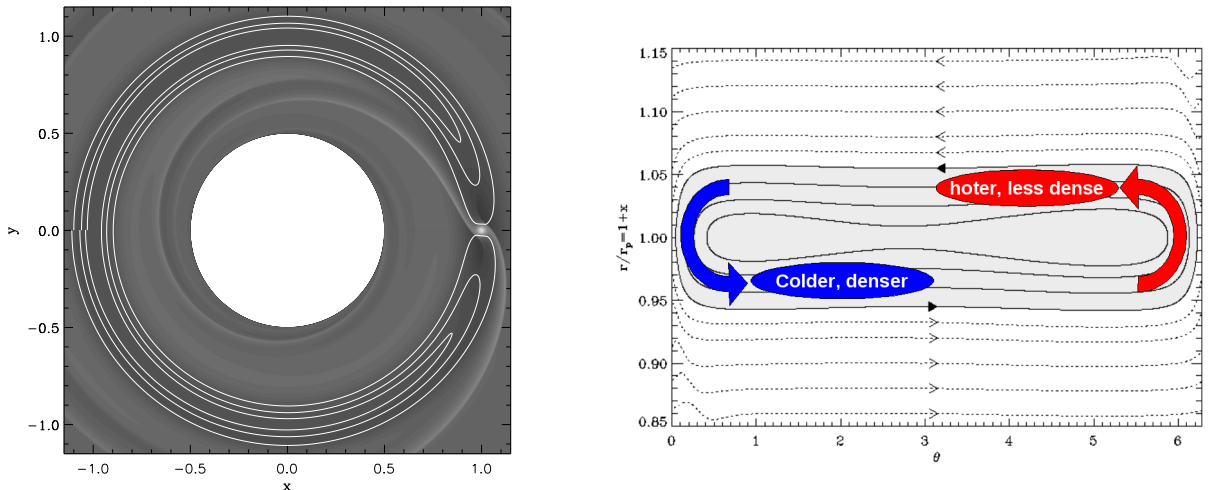 1.0
0.5
0.0
−0.5
−1.0
y
−1.0 −0.5 0.0 0.5 1.0
x
1.15
1.10
1.05
1.00
0.95
0.90
0.85
r/rp=1+x
hoter, less dense
Colder, denser
0 1 2 3 4 5 6
θ